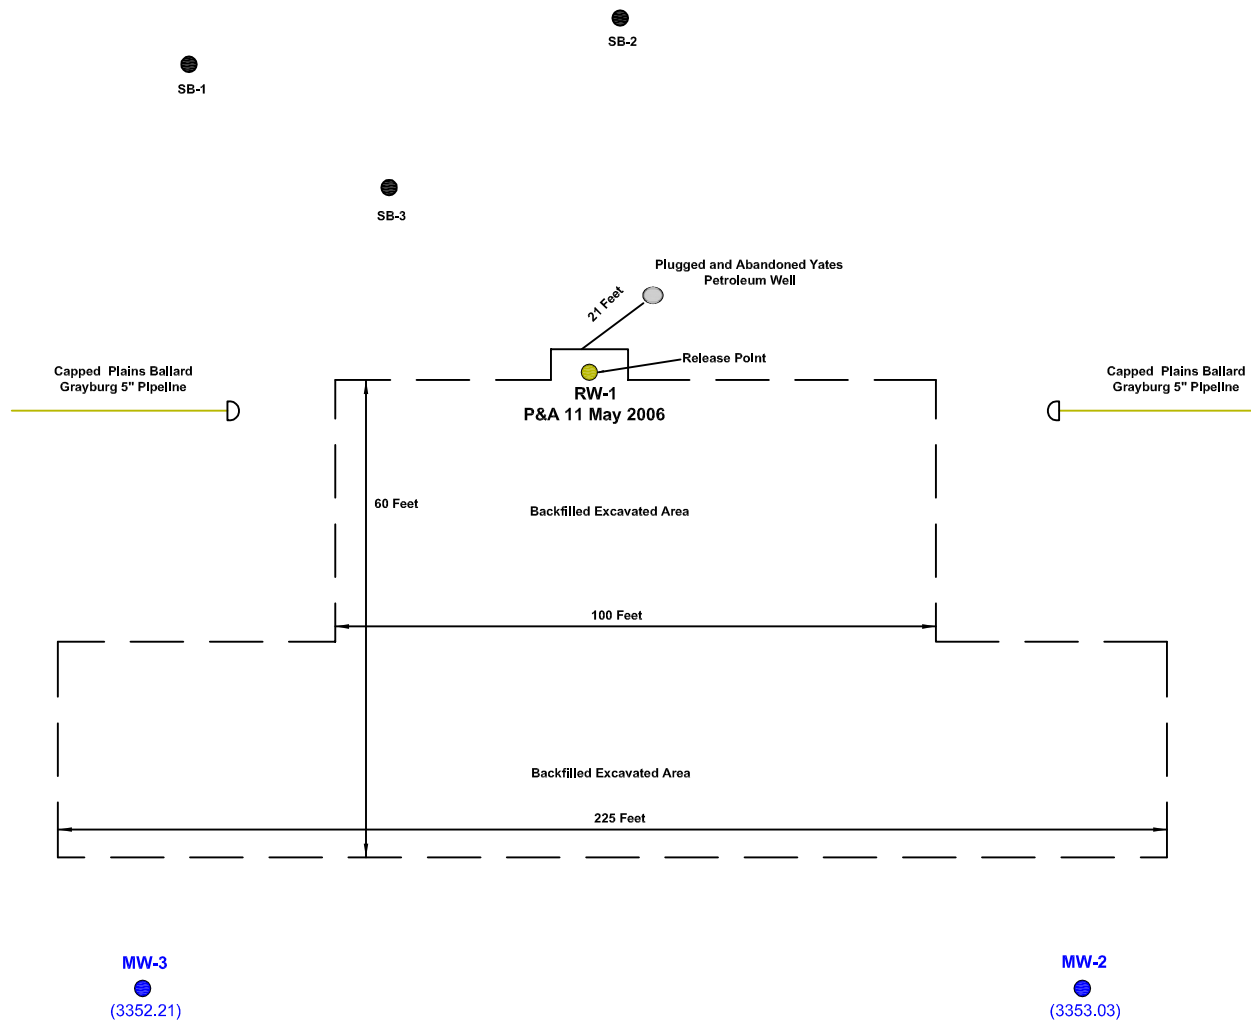 SB-2
SB-1
SB-3
Plugged and Abandoned Yates
Petroleum Well
21 Feet
Release Point
Capped Plains Ballard
Grayburg 5" Pipeline
Capped Plains Ballard
Grayburg 5" Pipeline
RW-1
P&A 11 May 2006
60 Feet
Backfilled Excavated Area
100 Feet
Backfilled Excavated Area
225 Feet
MW-3
(3352.21)
MW-2
(3353.03)